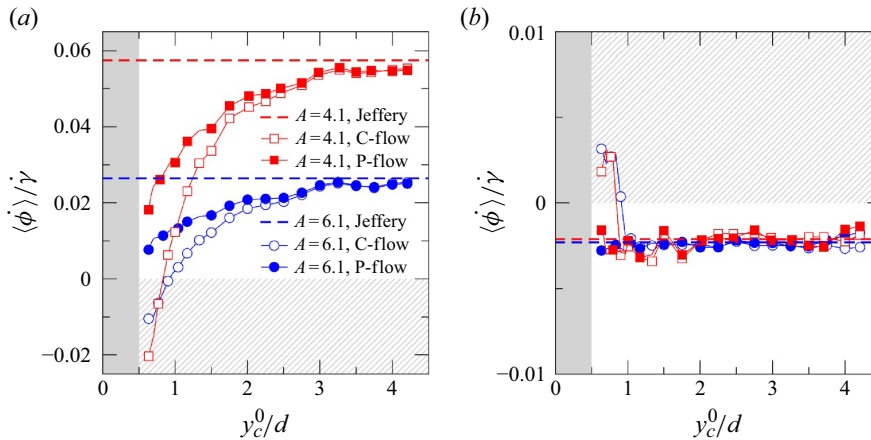 (a)
(b)
⟨ϕ̇⟩/γ̇
0.06
0.04
0.02
0
−0.02
A = 4.1, Jeffery
A = 4.1, C-flow
A = 4.1, P-flow
A = 6.1, Jeffery
A = 6.1, C-flow
A = 6.1, P-flow
0 1 2 3 4
y_c^0/d
⟨ϕ̇⟩/γ̇
0.01
0
−0.01
0 1 2 3 4
y_c^0/d